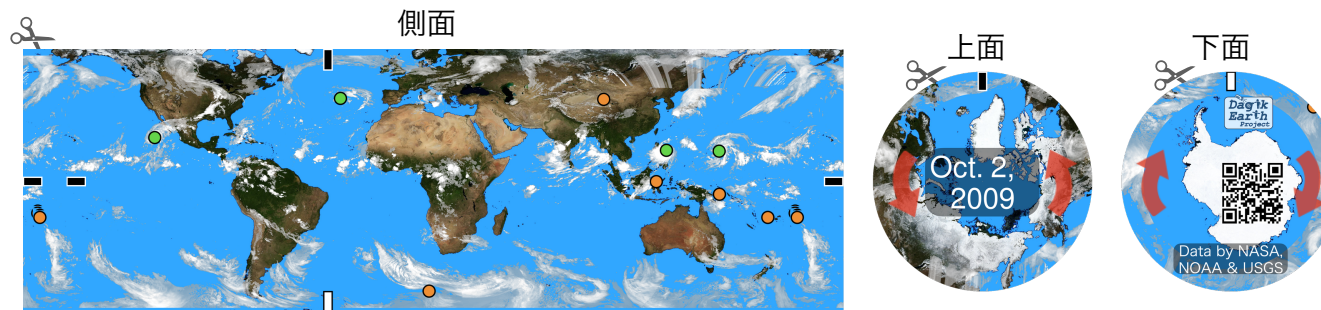 側面
上面
下面
Oct. 2,
2009
Dagik
Earth
Project
Data by NASA,
NOAA & USGS